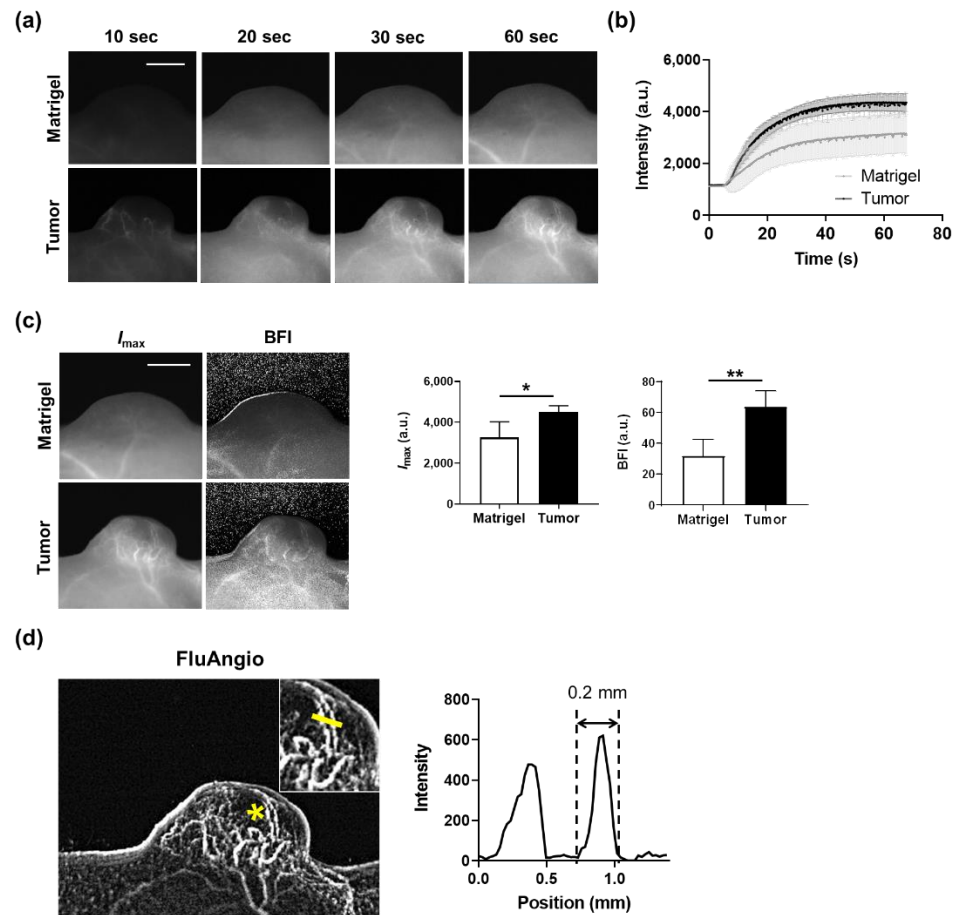 (a)
10 sec 20 sec 30 sec 60 sec
Matrigel
Tumor
(b)
Intensity (a.u.)
6,000
4,000
2,000
0
0 20 40 60 80
Time (s)
Matrigel
Tumor
(c)
Imax BFI
Matrigel
Tumor
Imax (a.u.)
6,000
4,000
2,000
0
*
Matrigel Tumor
BFI (a.u.)
80
60
40
20
0
**
Matrigel Tumor
(d)
FluAngio
*
Intensity
800
600
400
200
0
0.2 mm
0.0 0.5 1.0
Position (mm)